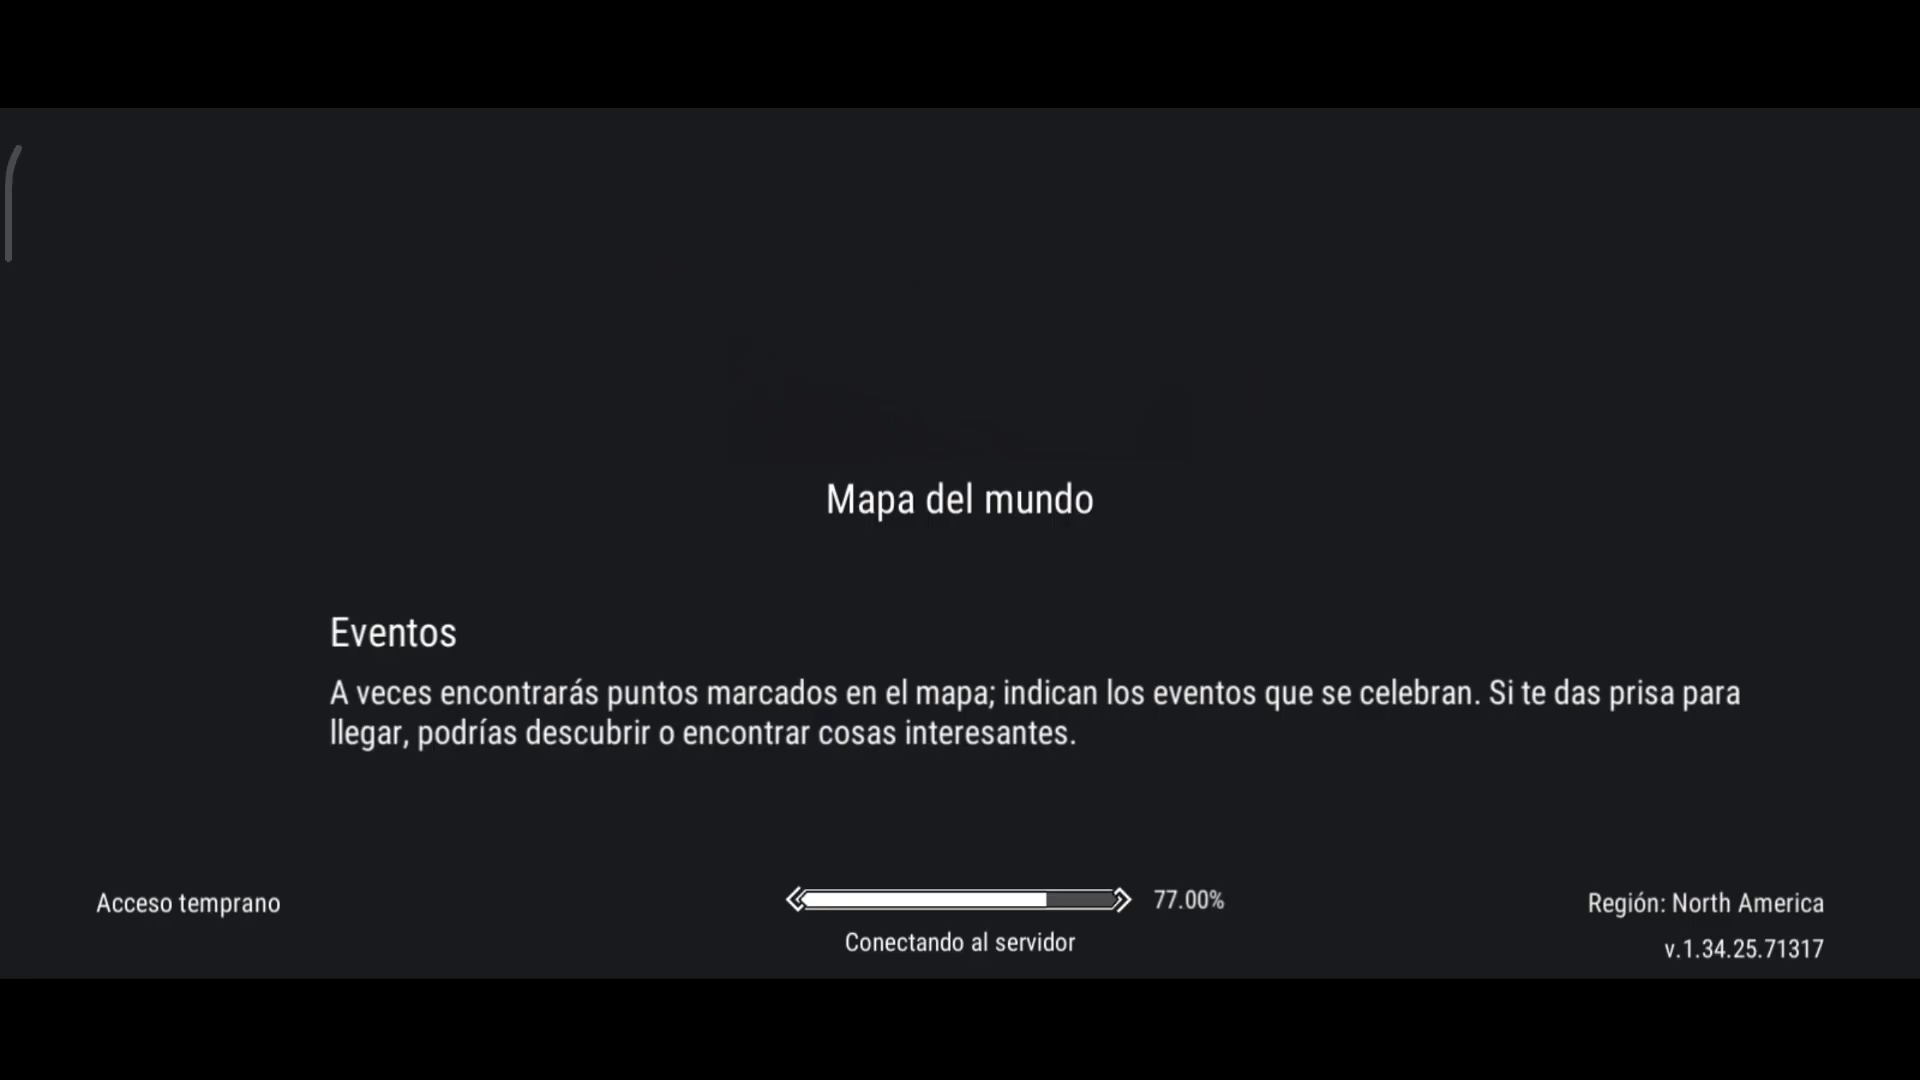 Mapa del mundo
Eventos
A veces encontrarás puntos marcados en el mapa; indican los eventos que se celebran. Si te das prisa para
llegar, podrías descubrir o encontrar cosas interesantes.
Acceso temprano
77.00%
Conectando al servidor
Región: North America
v.1.34.25.71317